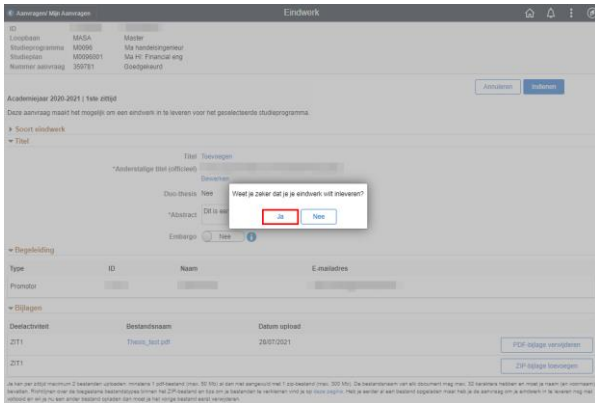 Aanvragen/ Mijn Aanvragen
Eindwerk
ID
Loopbaan MASA Master
Studieprogramma M0096 Ma handelsingenieur
Studieplan M0096001 Ma HI: Financial eng
Nummer aanvraag 359781 Goedgekeurd
Annuleren Indienen
Academiejaar 2020-2021 | 1ste zittijd
Deze aanvraag maakt het mogelijk om een eindwerk in te leveren voor het geselecteerde studieprogramma.
Soort eindwerk
Titel
Titel Toevoegen
*Anderstalige titel (officieel)
Bewerken
Duo-thesis Nee
Weet je zeker dat je je eindwerk wilt inleveren?
*Abstract Dit is een
Ja Nee
Embargo Nee
Begeleiding
Type ID Naam E-mailadres
Promotor
Bijlagen
Deelactiviteit Bestandsnaam Datum upload
ZIT1 Thesis_test.pdf 26/07/2021 PDF-bijlage verwijderen
ZIT1 ZIP-bijlage toevoegen